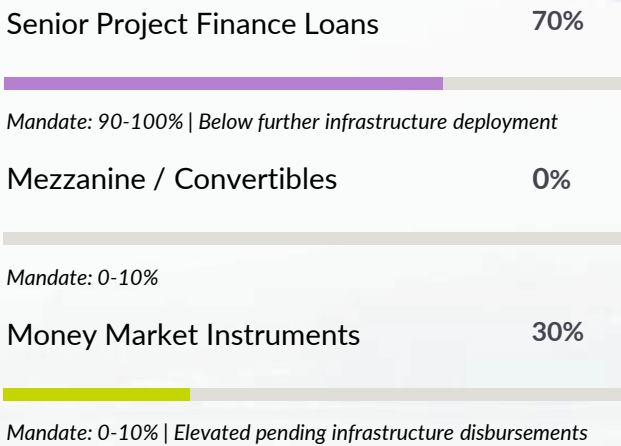 Senior Project Finance Loans 70%
Mandate: 90-100% | Below further infrastructure deployment
Mezzanine / Convertibles 0%
Mandate: 0-10%
Money Market Instruments 30%
Mandate: 0-10% | Elevated pending infrastructure disbursements